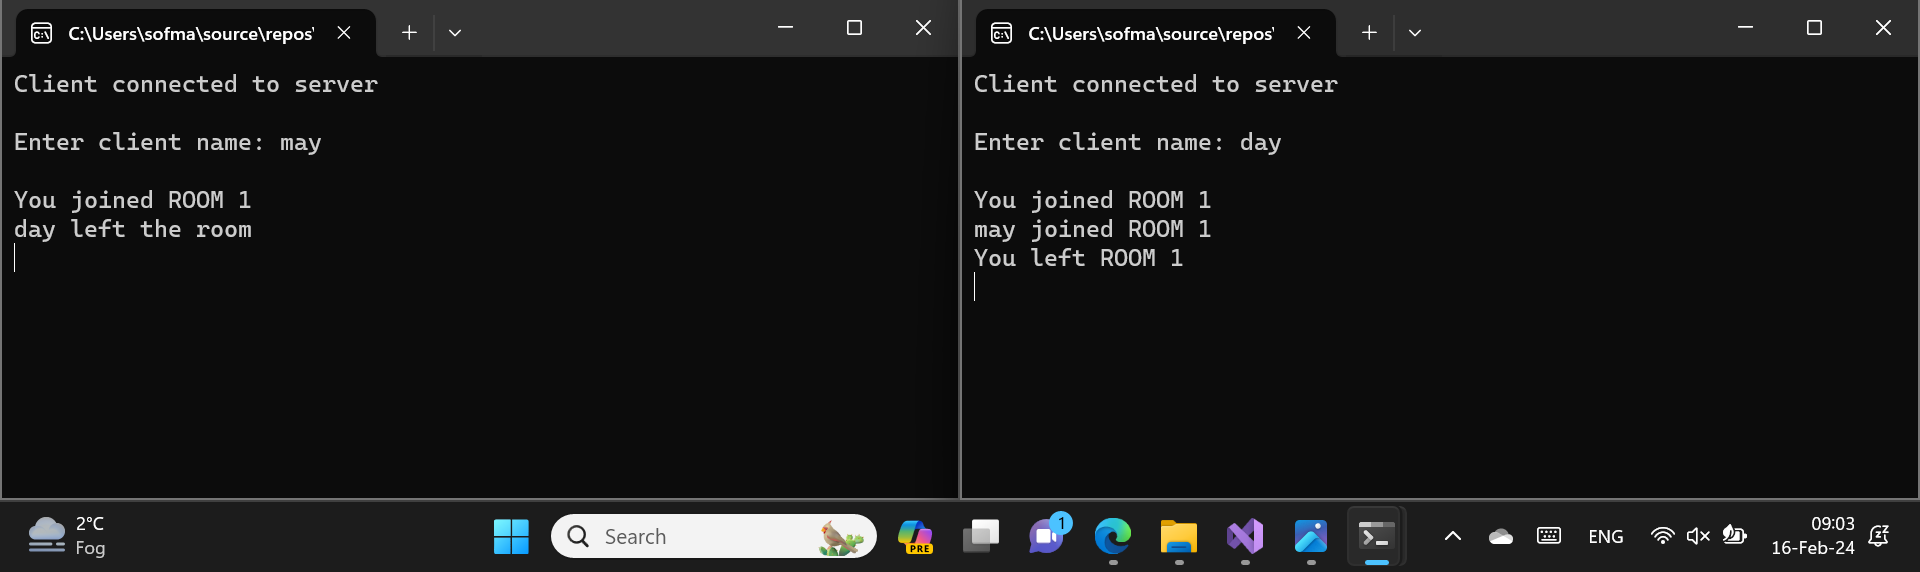 C:\Users\sofma\source\repos'
Client connected to server
Enter client name: may
You joined ROOM 1
day left the room
C:\Users\sofma\source\repos'
Client connected to server
Enter client name: day
You joined ROOM 1
may joined ROOM 1
You left ROOM 1
2°C
Fog
Search
PRE
1
ENG
09:03
16-Feb-24